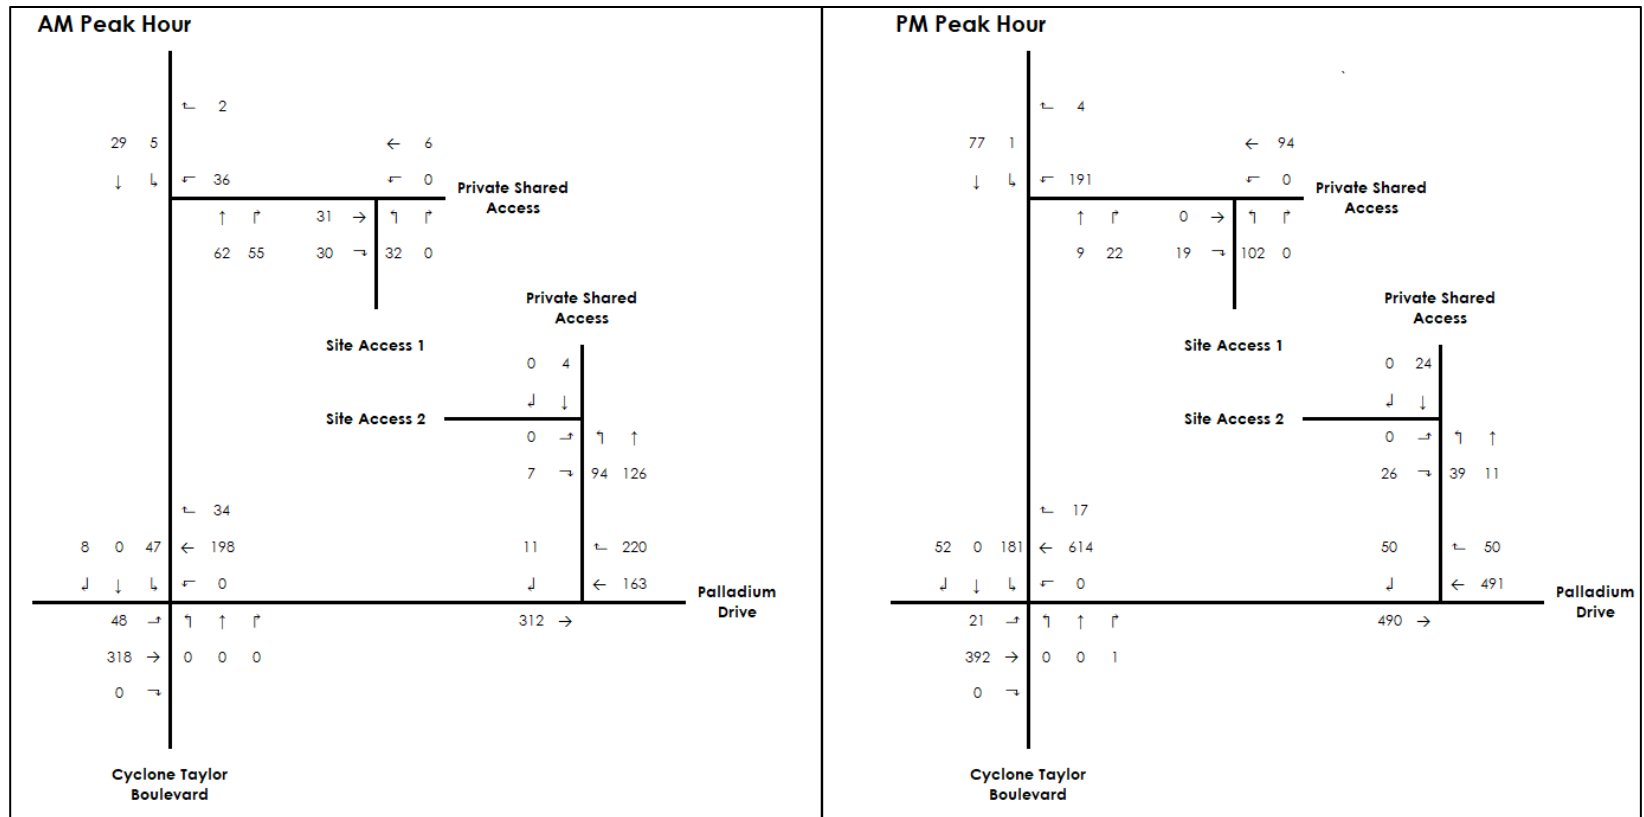 AM Peak Hour
↖ 2
29 5
← 6
↓ ↳ ↙ 36
↙ 0
Private Shared
Access
↑ ↱ 31 → ↰ ↱
62 55 30 ↴ 32 0
Private Shared
Access
Site Access 1
0 4
↲ ↓
Site Access 2
0 ⬏ ↰ ↑
7 ↴ 94 126
↖ 34
8 0 47 ← 198
11 ↖ 220
↲ ↓ ↳ ↙ 0
↲ ← 163
Palladium
Drive
48 ⬏ ↰ ↑ ↱
312 →
318 → 0 0 0
0 ↴
Cyclone Taylor
Boulevard
PM Peak Hour
↖ 4
77 1
← 94
↓ ↳ ↙ 191
↙ 0
Private Shared
Access
↑ ↱ 0 → ↰ ↱
9 22 19 ↴ 102 0
Private Shared
Access
Site Access 1
0 24
↲ ↓
Site Access 2
0 ⬏ ↰ ↑
26 ↴ 39 11
↖ 17
52 0 181 ← 614
50 ↖ 50
↲ ↓ ↳ ↙ 0
↲ ← 491
Palladium
Drive
21 ⬏ ↰ ↑ ↱
490 →
392 → 0 0 1
0 ↴
Cyclone Taylor
Boulevard